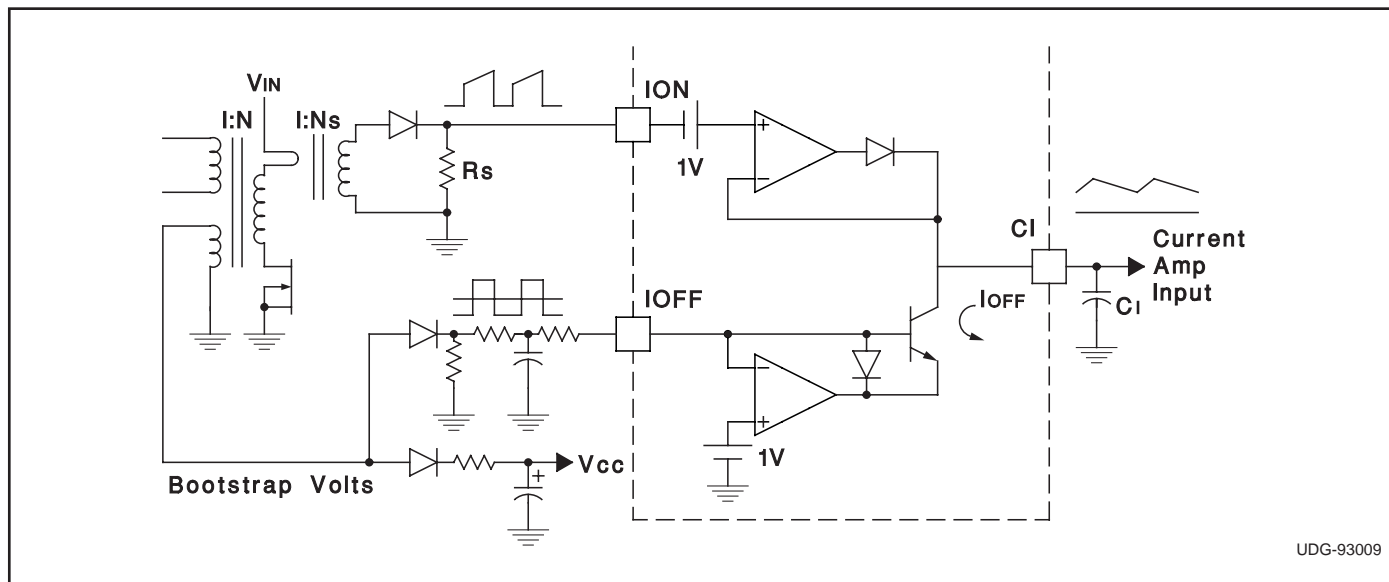 VIN
I:N
I:Ns
Rs
ION
1V
+
−
CI
Current
Amp
Input
CI
IOFF
IOFF
−
+
1V
+
Vcc
Bootstrap Volts
UDG-93009